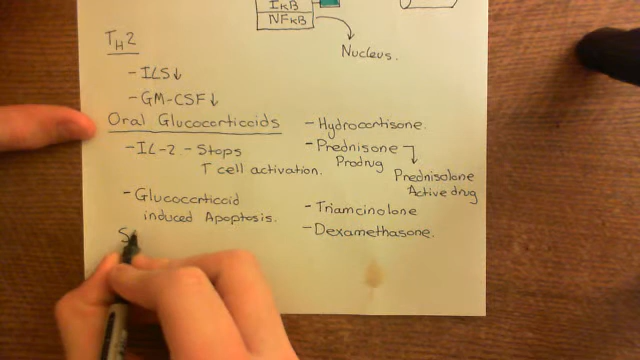 IκB
NFκB
Nucleus.
TH2
- IL5↓
- GM-CSF↓
Oral Glucocorticoids
- IL-2 - Stops
T cell activation.
- Glucocorticoid
induced Apoptosis.
S
- Hydrocortisone.
- Prednisone
Prodrug
Prednisolone
Active drug
- Triamcinolone
- Dexamethasone.